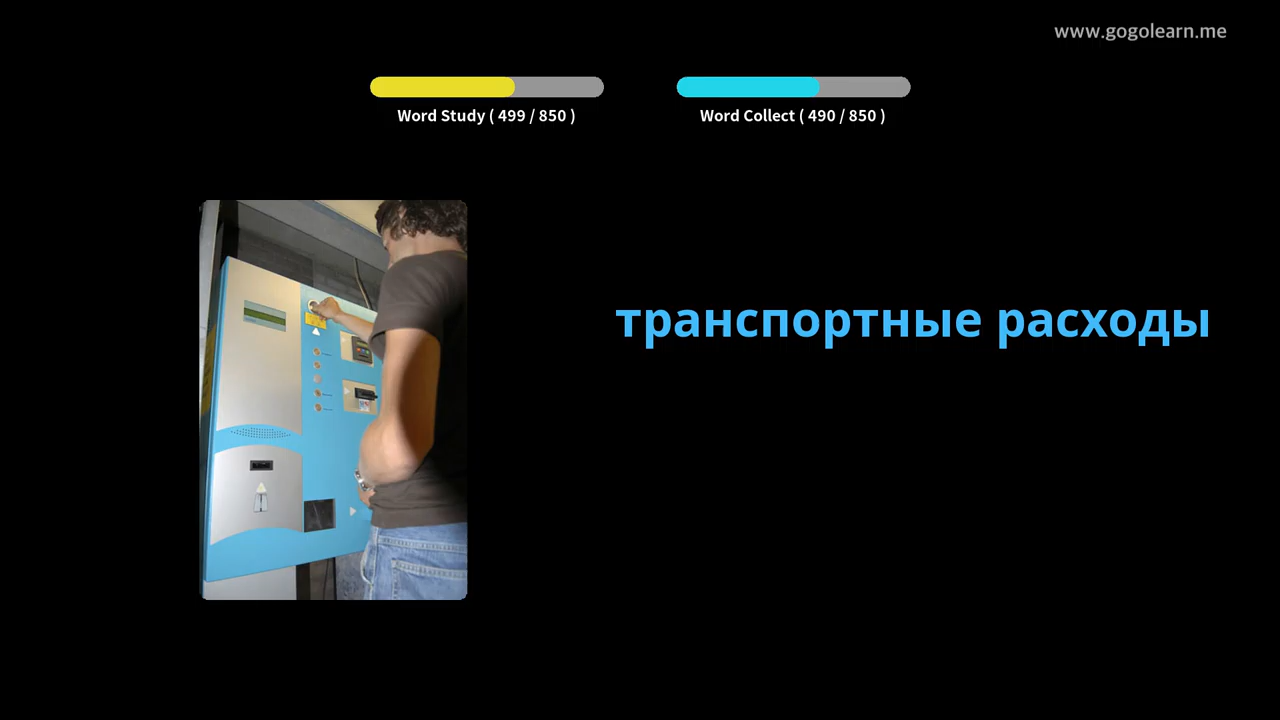 www.gogolearn.me
Word Study ( 499 / 850 )
Word Collect ( 490 / 850 )
транспортные расходы